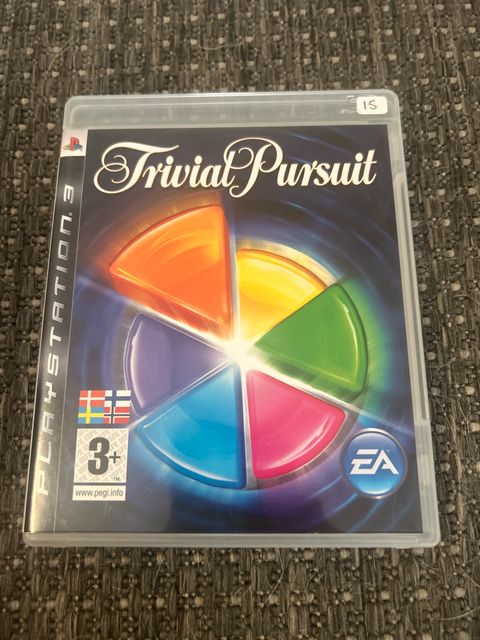 15
Trivial Pursuit
PLAYSTATION 3
3+
www.pegi.info
EA